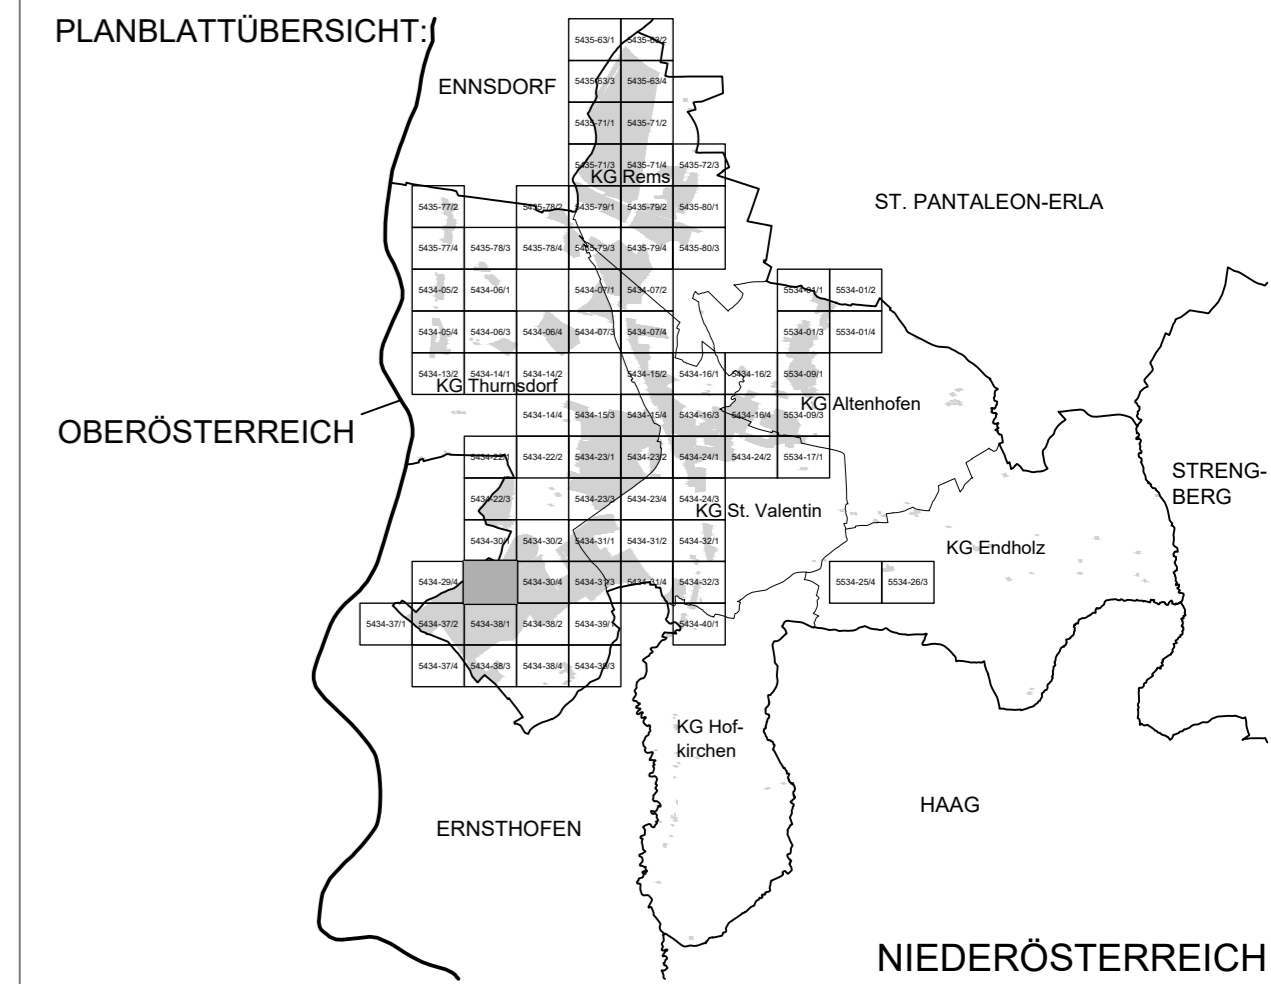 PLANBLATTÜBERSICHT:
5435-63/1 5435-63/2
ENNSDORF
5435-63/3 5435-63/4
5435-71/1 5435-71/2
5435-71/3 5435-71/4 5435-72/3
KG Rems
ST. PANTALEON-ERLA
5435-77/2 5435-78/2 5435-79/1 5435-79/2 5435-80/1
5435-77/4 5435-78/3 5435-78/4 5435-79/3 5435-79/4 5435-80/3
5434-05/2 5434-06/1 5434-07/1 5434-07/2 5534-01/1 5534-01/2
5434-05/4 5434-06/3 5434-06/4 5434-07/3 5434-07/4 5534-01/3 5534-01/4
5434-13/2 5434-14/1 5434-14/2 5434-15/2 5434-16/1 5434-16/2 5534-09/1
KG Thurnsdorf
KG Altenhofen
5434-14/4 5434-15/3 5434-15/4 5434-16/3 5434-16/4 5534-09/3
OBERÖSTERREICH
5434-22/1 5434-22/2 5434-23/1 5434-23/2 5434-24/1 5434-24/2 5534-17/1
STRENG-
BERG
5434-22/3 5434-23/3 5434-23/4 5434-24/3
KG St. Valentin
5434-30/1 5434-30/2 5434-31/1 5434-31/2 5434-32/1
KG Endholz
5434-29/4 5434-30/4 5434-31/3 5434-31/4 5434-32/3 5534-25/4 5534-26/3
5434-37/1 5434-37/2 5434-38/1 5434-38/2 5434-39/1 5434-40/1
5434-37/4 5434-38/3 5434-38/4 5434-39/3
KG Hof-
kirchen
HAAG
ERNSTHOFEN
NIEDERÖSTERREICH